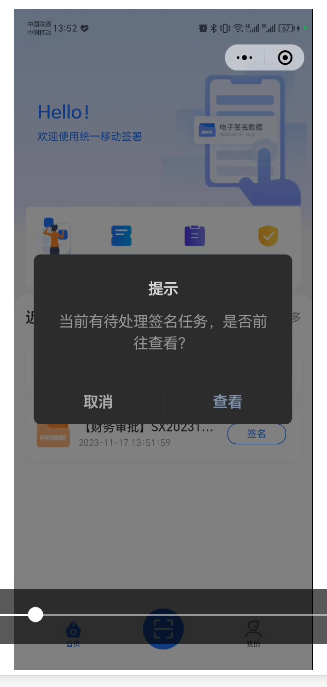 中国联通
中国移动
13:52
67
Hello!
欢迎使用统一移动签署
电子签名数据
提示
当前有待处理签名任务，是否前
往查看？
取消
查看
近
多
【财务审批】SX20231...
2023-11-17 13:51:59
签名
首页
我的